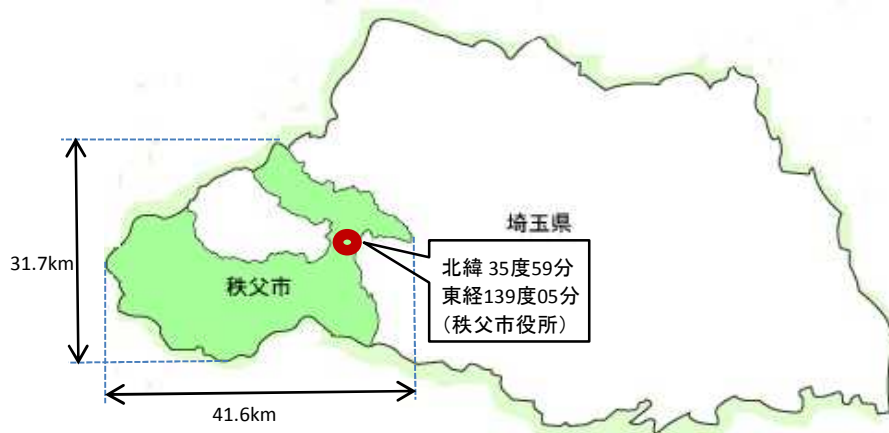 埼玉県
31.7km
秩父市
北緯 35度59分
東経139度05分
（秩父市役所）
41.6km